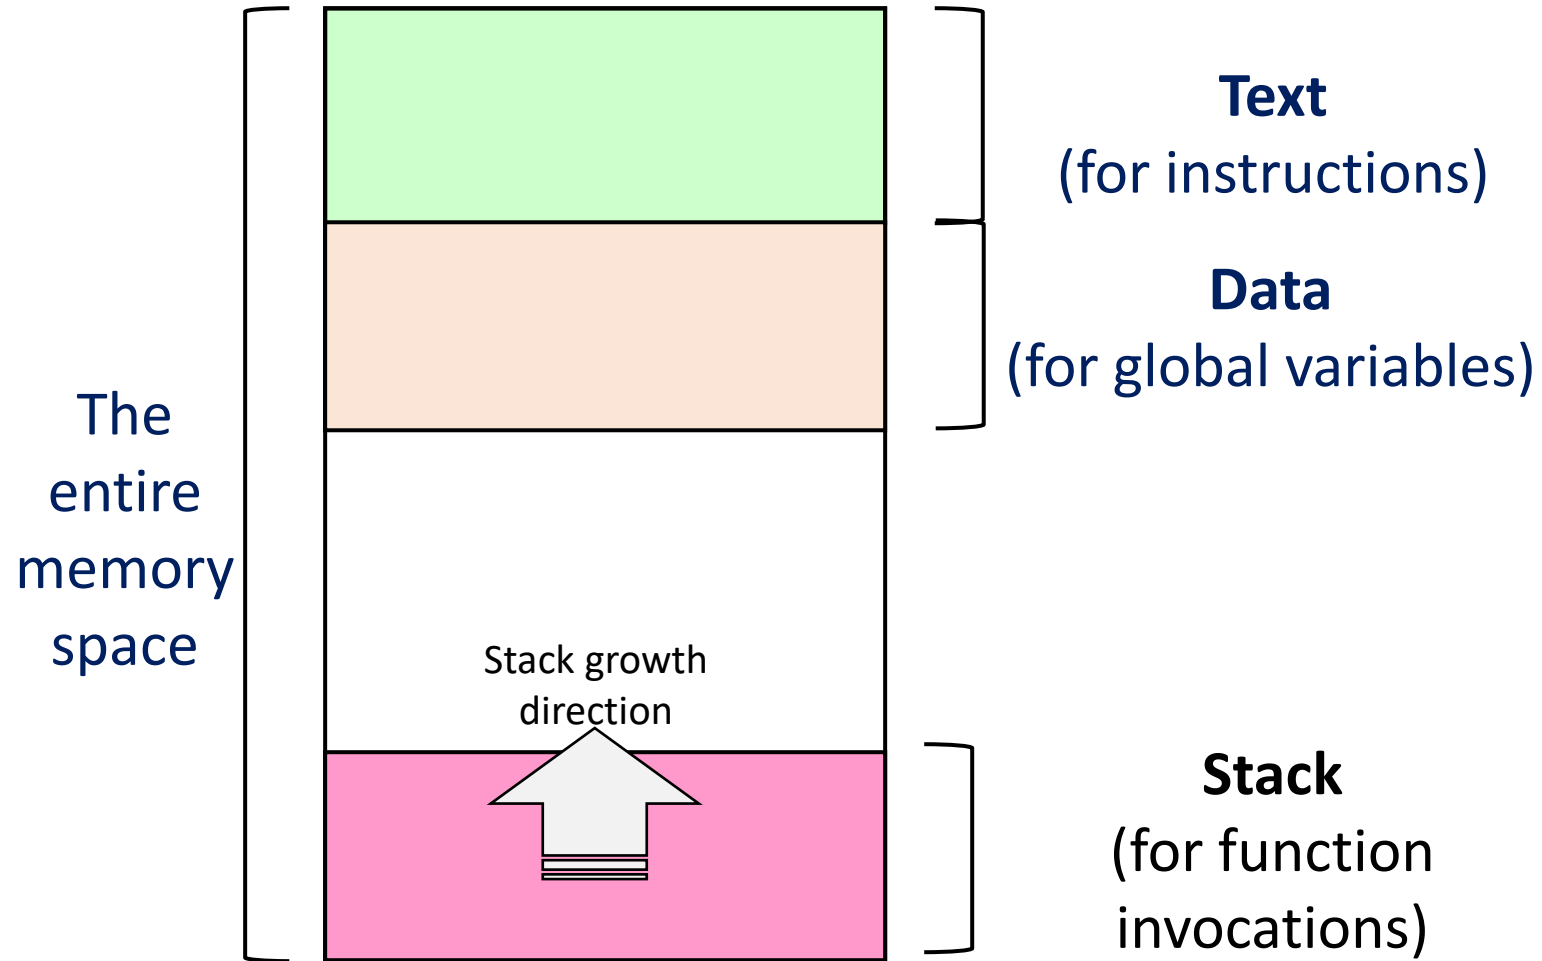 Text
(for instructions)
Data
(for global variables)
The
entire
memory
space
Stack growth
direction
Stack
(for function
invocations)